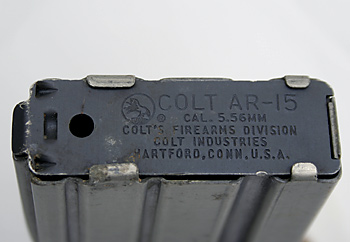 COLT AR-15
® CAL. 5.56MM
COLT'S FIREARMS DIVISION
COLT INDUSTRIES
HARTFORD, CONN. U.S.A.